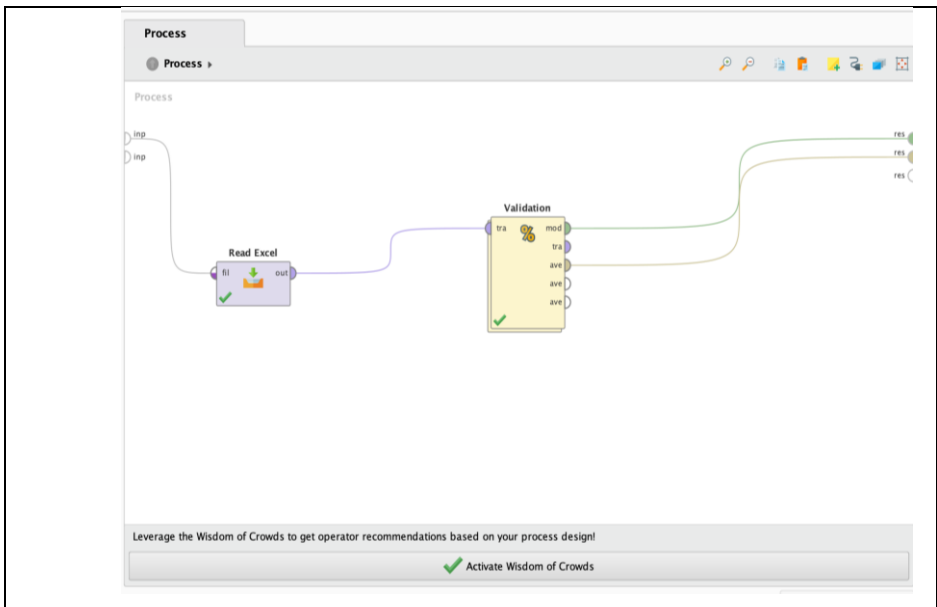 Process
Process
Process
inp
inp
res
res
res
Validation
tra
%
mod
tra
ave
ave
ave
Read Excel
fil
out
Leverage the Wisdom of Crowds to get operator recommendations based on your process design!
Activate Wisdom of Crowds